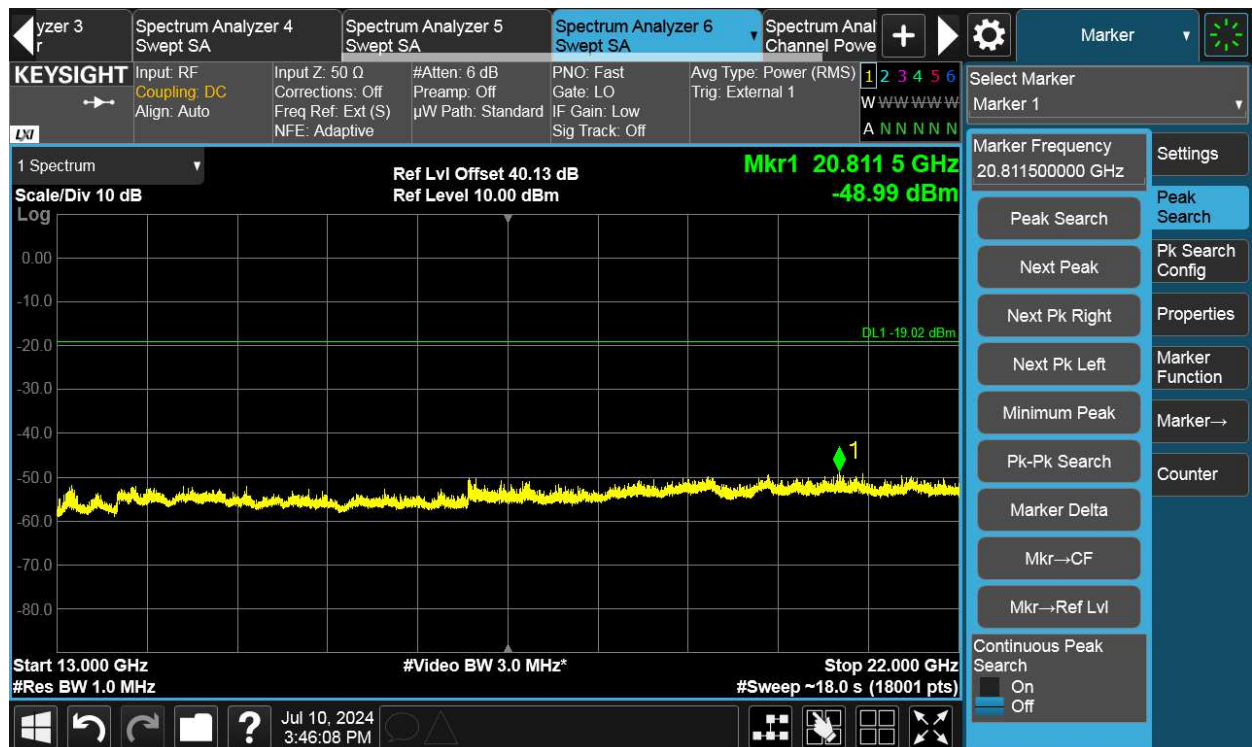 yzer 3
r
Spectrum Analyzer 4
Swept SA
Spectrum Analyzer 5
Swept SA
Spectrum Analyzer 6
Swept SA
Spectrum Anal
Channel Powe
Marker
KEYSIGHT
LXI
Input: RF
Coupling: DC
Align: Auto
Input Z: 50 Ω
Corrections: Off
Freq Ref: Ext (S)
NFE: Adaptive
#Atten: 6 dB
Preamp: Off
µW Path: Standard
PNO: Fast
Gate: LO
IF Gain: Low
Sig Track: Off
Avg Type: Power (RMS)
Trig: External 1
1 2 3 4 5 6
W W W W W W
A N N N N N
Select Marker
Marker 1
1 Spectrum
Scale/Div 10 dB
Ref Lvl Offset 40.13 dB
Ref Level 10.00 dBm
Mkr1 20.811 5 GHz
-48.99 dBm
Log
0.00
-10.0
-20.0
-30.0
-40.0
-50.0
-60.0
-70.0
-80.0
DL1 -19.02 dBm
1
Start 13.000 GHz
#Res BW 1.0 MHz
#Video BW 3.0 MHz*
Stop 22.000 GHz
#Sweep ~18.0 s (18001 pts)
Marker Frequency
20.811500000 GHz
Peak Search
Next Peak
Next Pk Right
Next Pk Left
Minimum Peak
Pk-Pk Search
Marker Delta
Mkr→CF
Mkr→Ref Lvl
Continuous Peak
Search
On
Off
Settings
Peak
Search
Pk Search
Config
Properties
Marker
Function
Marker→
Counter
?
Jul 10, 2024
3:46:08 PM